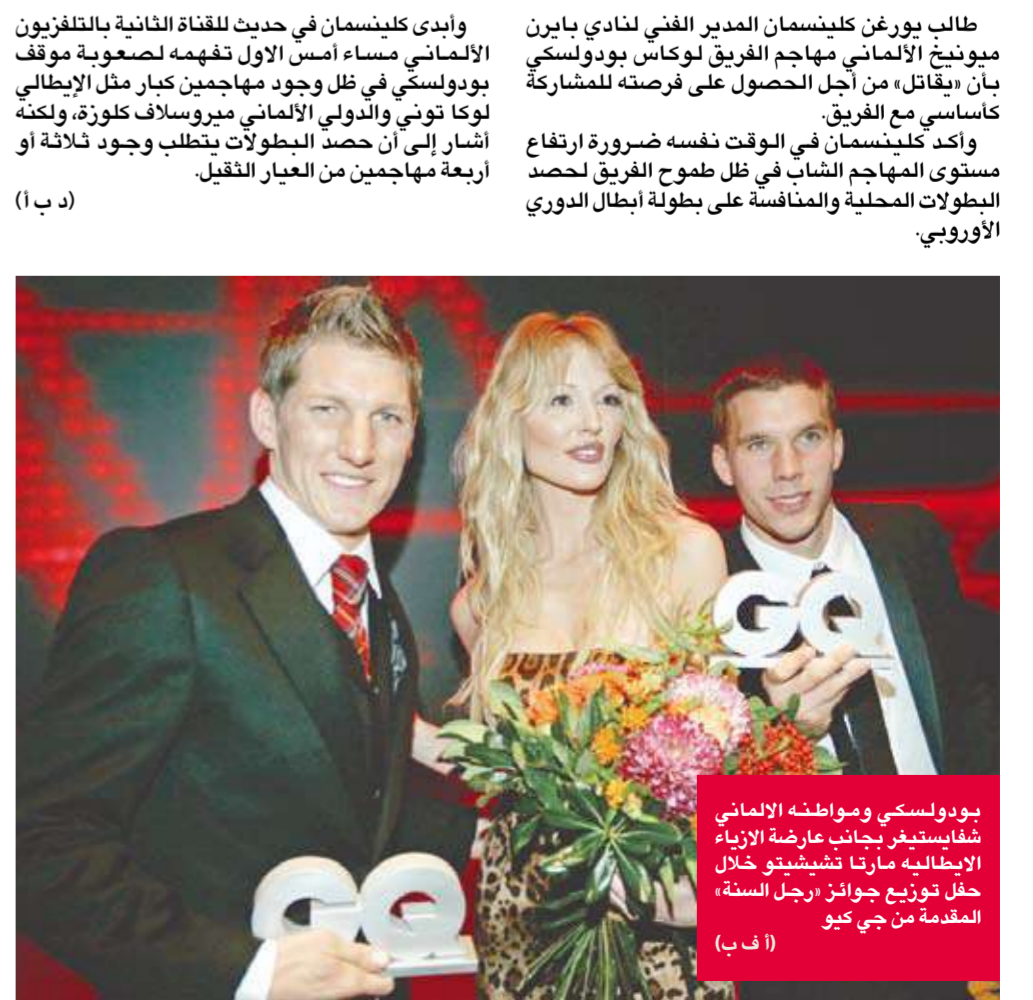 طالب يورغن كلينسمان المدير الفني لنادي بايرن
ميونيخ الألماني مهاجم الفريق لوكاس بودولسكي
بأن «يقاتل» من أجل الحصول على فرصته للمشاركة
كأساسي مع الفريق.
وأكد كلينسمان في الوقت نفسه ضرورة ارتفاع
مستوى المهاجم الشاب في ظل طموح الفريق لحصد
البطولات المحلية والمنافسة على بطولة أبطال الدوري
الأوروبي.
وأبدى كلينسمان في حديث للقناة الثانية بالتلفزيون
الألماني مساء أمس الاول تفهمه لصعوبة موقف
بودولسكي في ظل وجود مهاجمين كبار مثل الإيطالي
لوكا توني والدولي الألماني ميروسلاف كلوزة، ولكنه
أشار إلى أن حصد البطولات يتطلب وجود ثلاثة أو
أربعة مهاجمين من العيار الثقيل.
(د ب أ)
GQ
GQ
بودولسكي ومواطنه الالماني
شفايستيغر بجانب عارضة الازياء
الايطاليه مارتا تشيشيتو خلال
حفل توزيع جوائز «رجل السنة»
المقدمة من جي كيو
(أ ف ب)